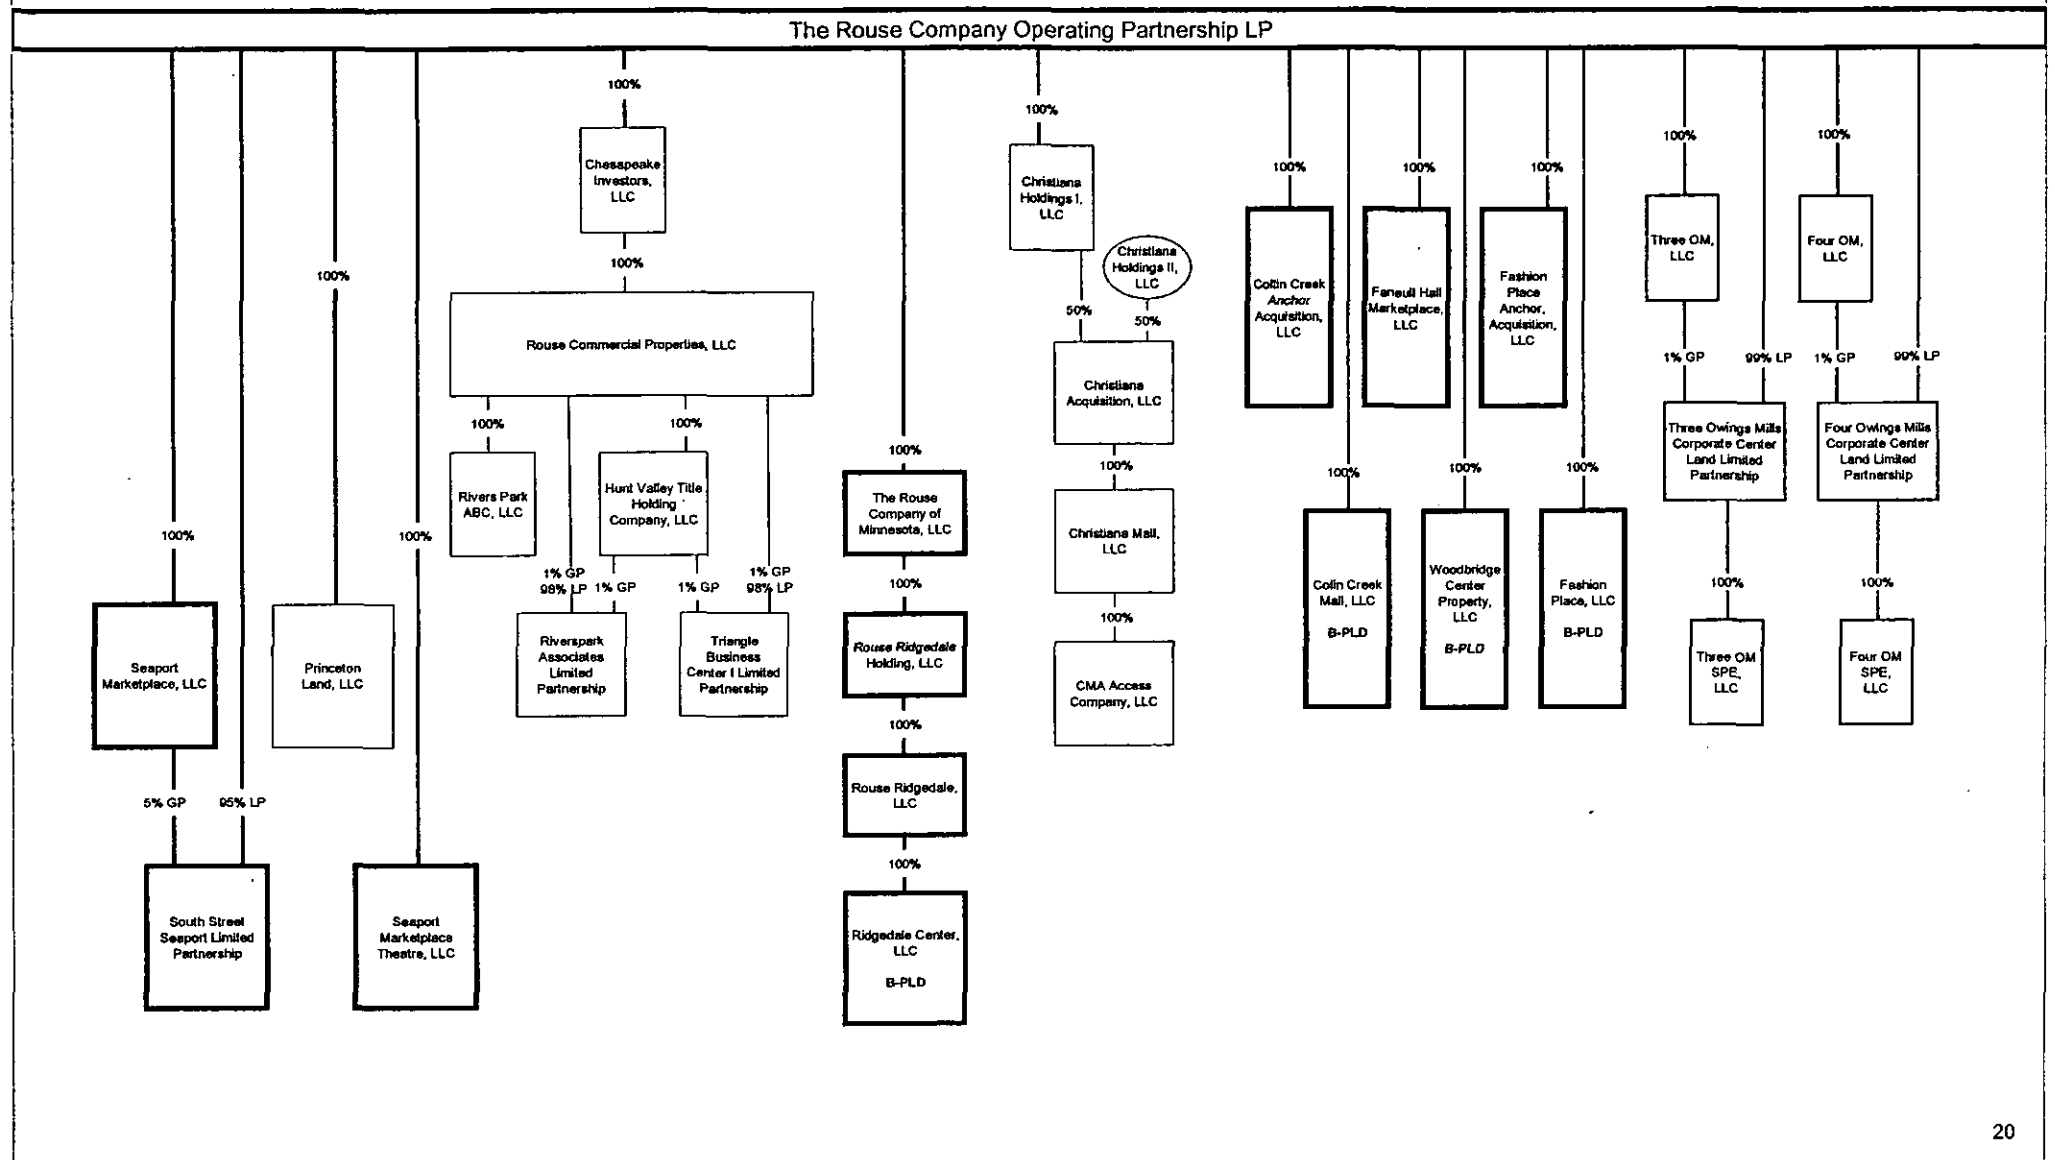 The Rouse Company Operating Partnership LP
100%
100%
Chesapeake
Investors,
LLC
100%
Christiana
Holdings I,
LLC
Christiana
Holdings II,
LLC
50%
50%
100%
Rouse Commercial Properties, LLC
100%
Christiana
Acquisition, LLC
100%
Christiana Mall,
LLC
100%
CMA Access
Company, LLC
100%
100%
Rivers Park
ABC, LLC
Hunt Valley Title
Holding
Company, LLC
1% GP
98% LP
1% GP
1% GP
1% GP
98% LP
Riverspark
Associates
Limited
Partnership
Triangle
Business
Center I Limited
Partnership
100%
Seaport
Marketplace, LLC
5% GP
95% LP
South Street
Seaport Limited
Partnership
Princeton
Land, LLC
100%
Seaport
Marketplace
Theatre, LLC
100%
The Rouse
Company of
Minnesota, LLC
100%
Rouse Ridgedale
Holding, LLC
100%
Rouse Ridgedale,
LLC
100%
Ridgedale Center,
LLC
B-PLD
100%
100%
100%
Collin Creek
Anchor
Acquisition,
LLC
Faneuil Hall
Marketplace,
LLC
Fashion
Place
Anchor,
Acquisition,
LLC
100%
100%
100%
Collin Creek
Mall, LLC
B-PLD
Woodbridge
Center
Property,
LLC
B-PLD
Fashion
Place, LLC
B-PLD
100%
100%
Three OM,
LLC
Four OM,
LLC
1% GP
99% LP
1% GP
99% LP
Three Owings Mills
Corporate Center
Land Limited
Partnership
Four Owings Mills
Corporate Center
Land Limited
Partnership
100%
100%
Three OM
SPE,
LLC
Four OM
SPE,
LLC
20